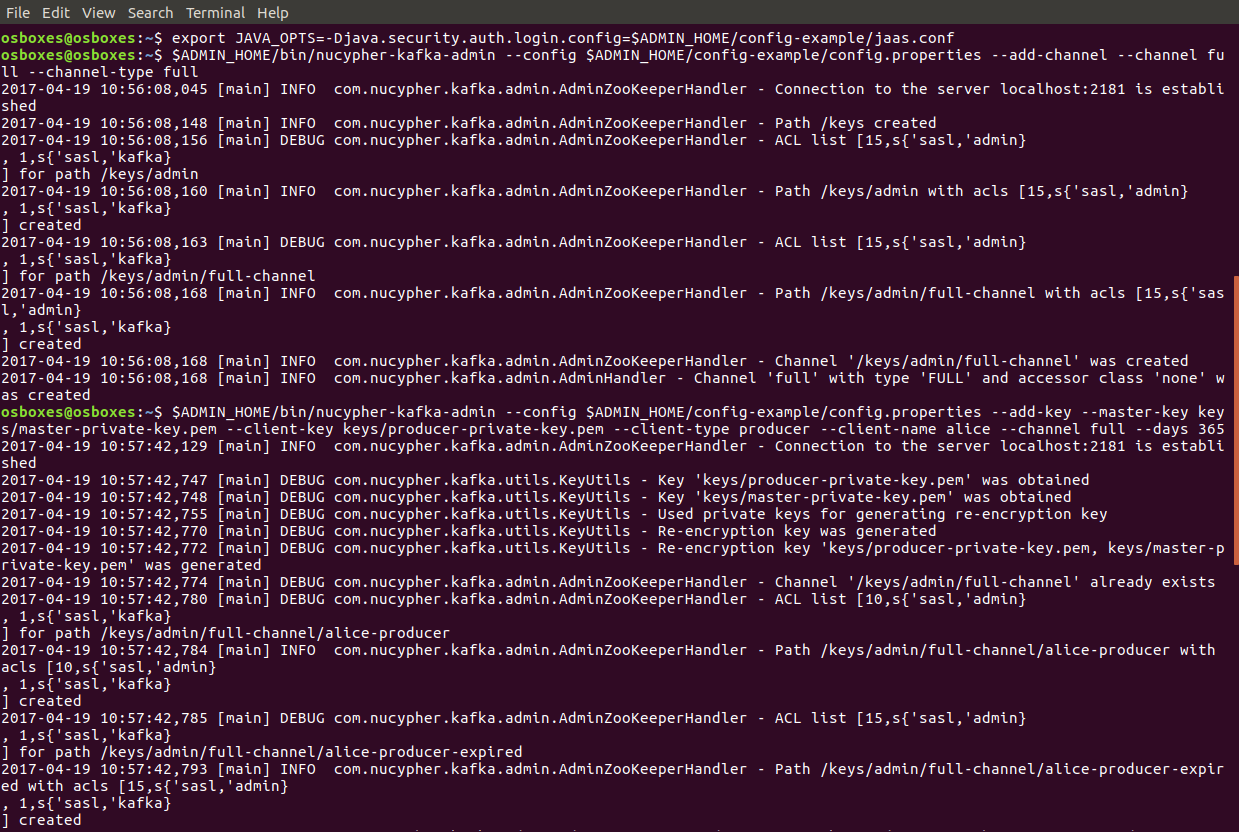 File Edit View Search Terminal Help
osboxes@osboxes:~$ export JAVA_OPTS=-Djava.security.auth.login.config=$ADMIN_HOME/config-example/jaas.conf
osboxes@osboxes:~$ $ADMIN_HOME/bin/nucypher-kafka-admin --config $ADMIN_HOME/config-example/config.properties --add-channel --channel fu
ll --channel-type full
2017-04-19 10:56:08,045 [main] INFO  com.nucypher.kafka.admin.AdminZooKeeperHandler - Connection to the server localhost:2181 is establi
shed
2017-04-19 10:56:08,148 [main] INFO  com.nucypher.kafka.admin.AdminZooKeeperHandler - Path /keys created
2017-04-19 10:56:08,156 [main] DEBUG com.nucypher.kafka.admin.AdminZooKeeperHandler - ACL list [15,s{'sasl,'admin}
, 1,s{'sasl,'kafka}
] for path /keys/admin
2017-04-19 10:56:08,160 [main] INFO  com.nucypher.kafka.admin.AdminZooKeeperHandler - Path /keys/admin with acls [15,s{'sasl,'admin}
, 1,s{'sasl,'kafka}
] created
2017-04-19 10:56:08,163 [main] DEBUG com.nucypher.kafka.admin.AdminZooKeeperHandler - ACL list [15,s{'sasl,'admin}
, 1,s{'sasl,'kafka}
] for path /keys/admin/full-channel
2017-04-19 10:56:08,168 [main] INFO  com.nucypher.kafka.admin.AdminZooKeeperHandler - Path /keys/admin/full-channel with acls [15,s{'sas
l,'admin}
, 1,s{'sasl,'kafka}
] created
2017-04-19 10:56:08,168 [main] INFO  com.nucypher.kafka.admin.AdminZooKeeperHandler - Channel '/keys/admin/full-channel' was created
2017-04-19 10:56:08,168 [main] INFO  com.nucypher.kafka.admin.AdminHandler - Channel 'full' with type 'FULL' and accessor class 'none' w
as created
osboxes@osboxes:~$ $ADMIN_HOME/bin/nucypher-kafka-admin --config $ADMIN_HOME/config-example/config.properties --add-key --master-key key
s/master-private-key.pem --client-key keys/producer-private-key.pem --client-type producer --client-name alice --channel full --days 365
2017-04-19 10:57:42,129 [main] INFO  com.nucypher.kafka.admin.AdminZooKeeperHandler - Connection to the server localhost:2181 is establi
shed
2017-04-19 10:57:42,747 [main] DEBUG com.nucypher.kafka.utils.KeyUtils - Key 'keys/producer-private-key.pem' was obtained
2017-04-19 10:57:42,748 [main] DEBUG com.nucypher.kafka.utils.KeyUtils - Key 'keys/master-private-key.pem' was obtained
2017-04-19 10:57:42,755 [main] DEBUG com.nucypher.kafka.utils.KeyUtils - Used private keys for generating re-encryption key
2017-04-19 10:57:42,770 [main] DEBUG com.nucypher.kafka.utils.KeyUtils - Re-encryption key was generated
2017-04-19 10:57:42,772 [main] DEBUG com.nucypher.kafka.utils.KeyUtils - Re-encryption key 'keys/producer-private-key.pem, keys/master-p
rivate-key.pem' was generated
2017-04-19 10:57:42,774 [main] DEBUG com.nucypher.kafka.admin.AdminZooKeeperHandler - Channel '/keys/admin/full-channel' already exists
2017-04-19 10:57:42,780 [main] DEBUG com.nucypher.kafka.admin.AdminZooKeeperHandler - ACL list [10,s{'sasl,'admin}
, 1,s{'sasl,'kafka}
] for path /keys/admin/full-channel/alice-producer
2017-04-19 10:57:42,784 [main] INFO  com.nucypher.kafka.admin.AdminZooKeeperHandler - Path /keys/admin/full-channel/alice-producer with
acls [10,s{'sasl,'admin}
, 1,s{'sasl,'kafka}
] created
2017-04-19 10:57:42,785 [main] DEBUG com.nucypher.kafka.admin.AdminZooKeeperHandler - ACL list [15,s{'sasl,'admin}
, 1,s{'sasl,'kafka}
] for path /keys/admin/full-channel/alice-producer-expired
2017-04-19 10:57:42,793 [main] INFO  com.nucypher.kafka.admin.AdminZooKeeperHandler - Path /keys/admin/full-channel/alice-producer-expir
ed with acls [15,s{'sasl,'admin}
, 1,s{'sasl,'kafka}
] created